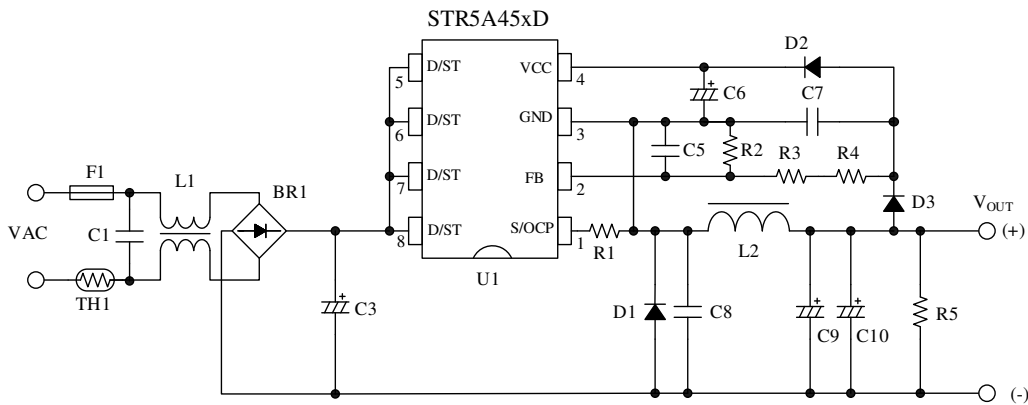 STR5A45xD
D/ST
VCC
D2
5
4
C6
C7
D/ST
GND
6
3
C5
R2
R3
R4
D/ST
FB
7
2
F1
L1
BR1
D3
VOUT
VAC
C1
D/ST
S/OCP
8
1
R1
L2
(+)
TH1
U1
C3
D1
C8
C9
C10
R5
(-)
+
+
+
+